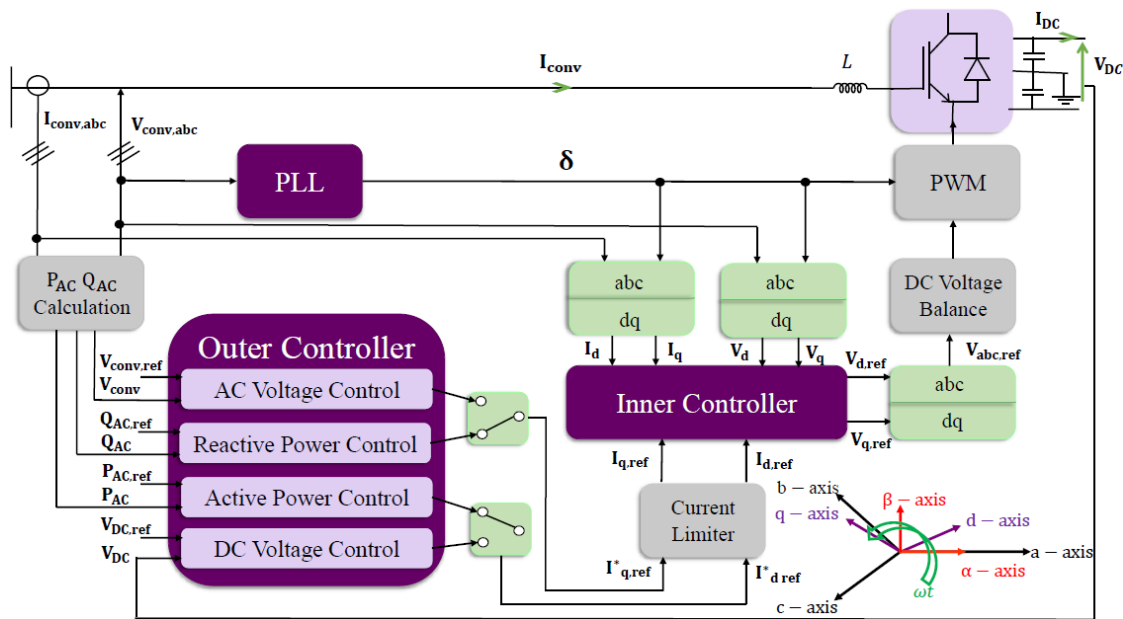 I_DC
I_conv
L
V_DC
I_conv,abc
V_conv,abc
PLL
δ
PWM
P_AC Q_AC
Calculation
abc
dq
abc
dq
DC Voltage
Balance
I_d
I_q
V_d
V_q
V_d,ref
V_abc,ref
Outer Controller
V_conv,ref
V_conv
AC Voltage Control
Inner Controller
abc
dq
Q_AC,ref
Q_AC
Reactive Power Control
V_q,ref
I_q,ref
I_d,ref
P_AC,ref
P_AC
Active Power Control
Current
Limiter
V_DC,ref
V_DC
DC Voltage Control
I*_q,ref
I*_d ref
b − axis
β − axis
q − axis
d − axis
a − axis
α − axis
ωt
c − axis